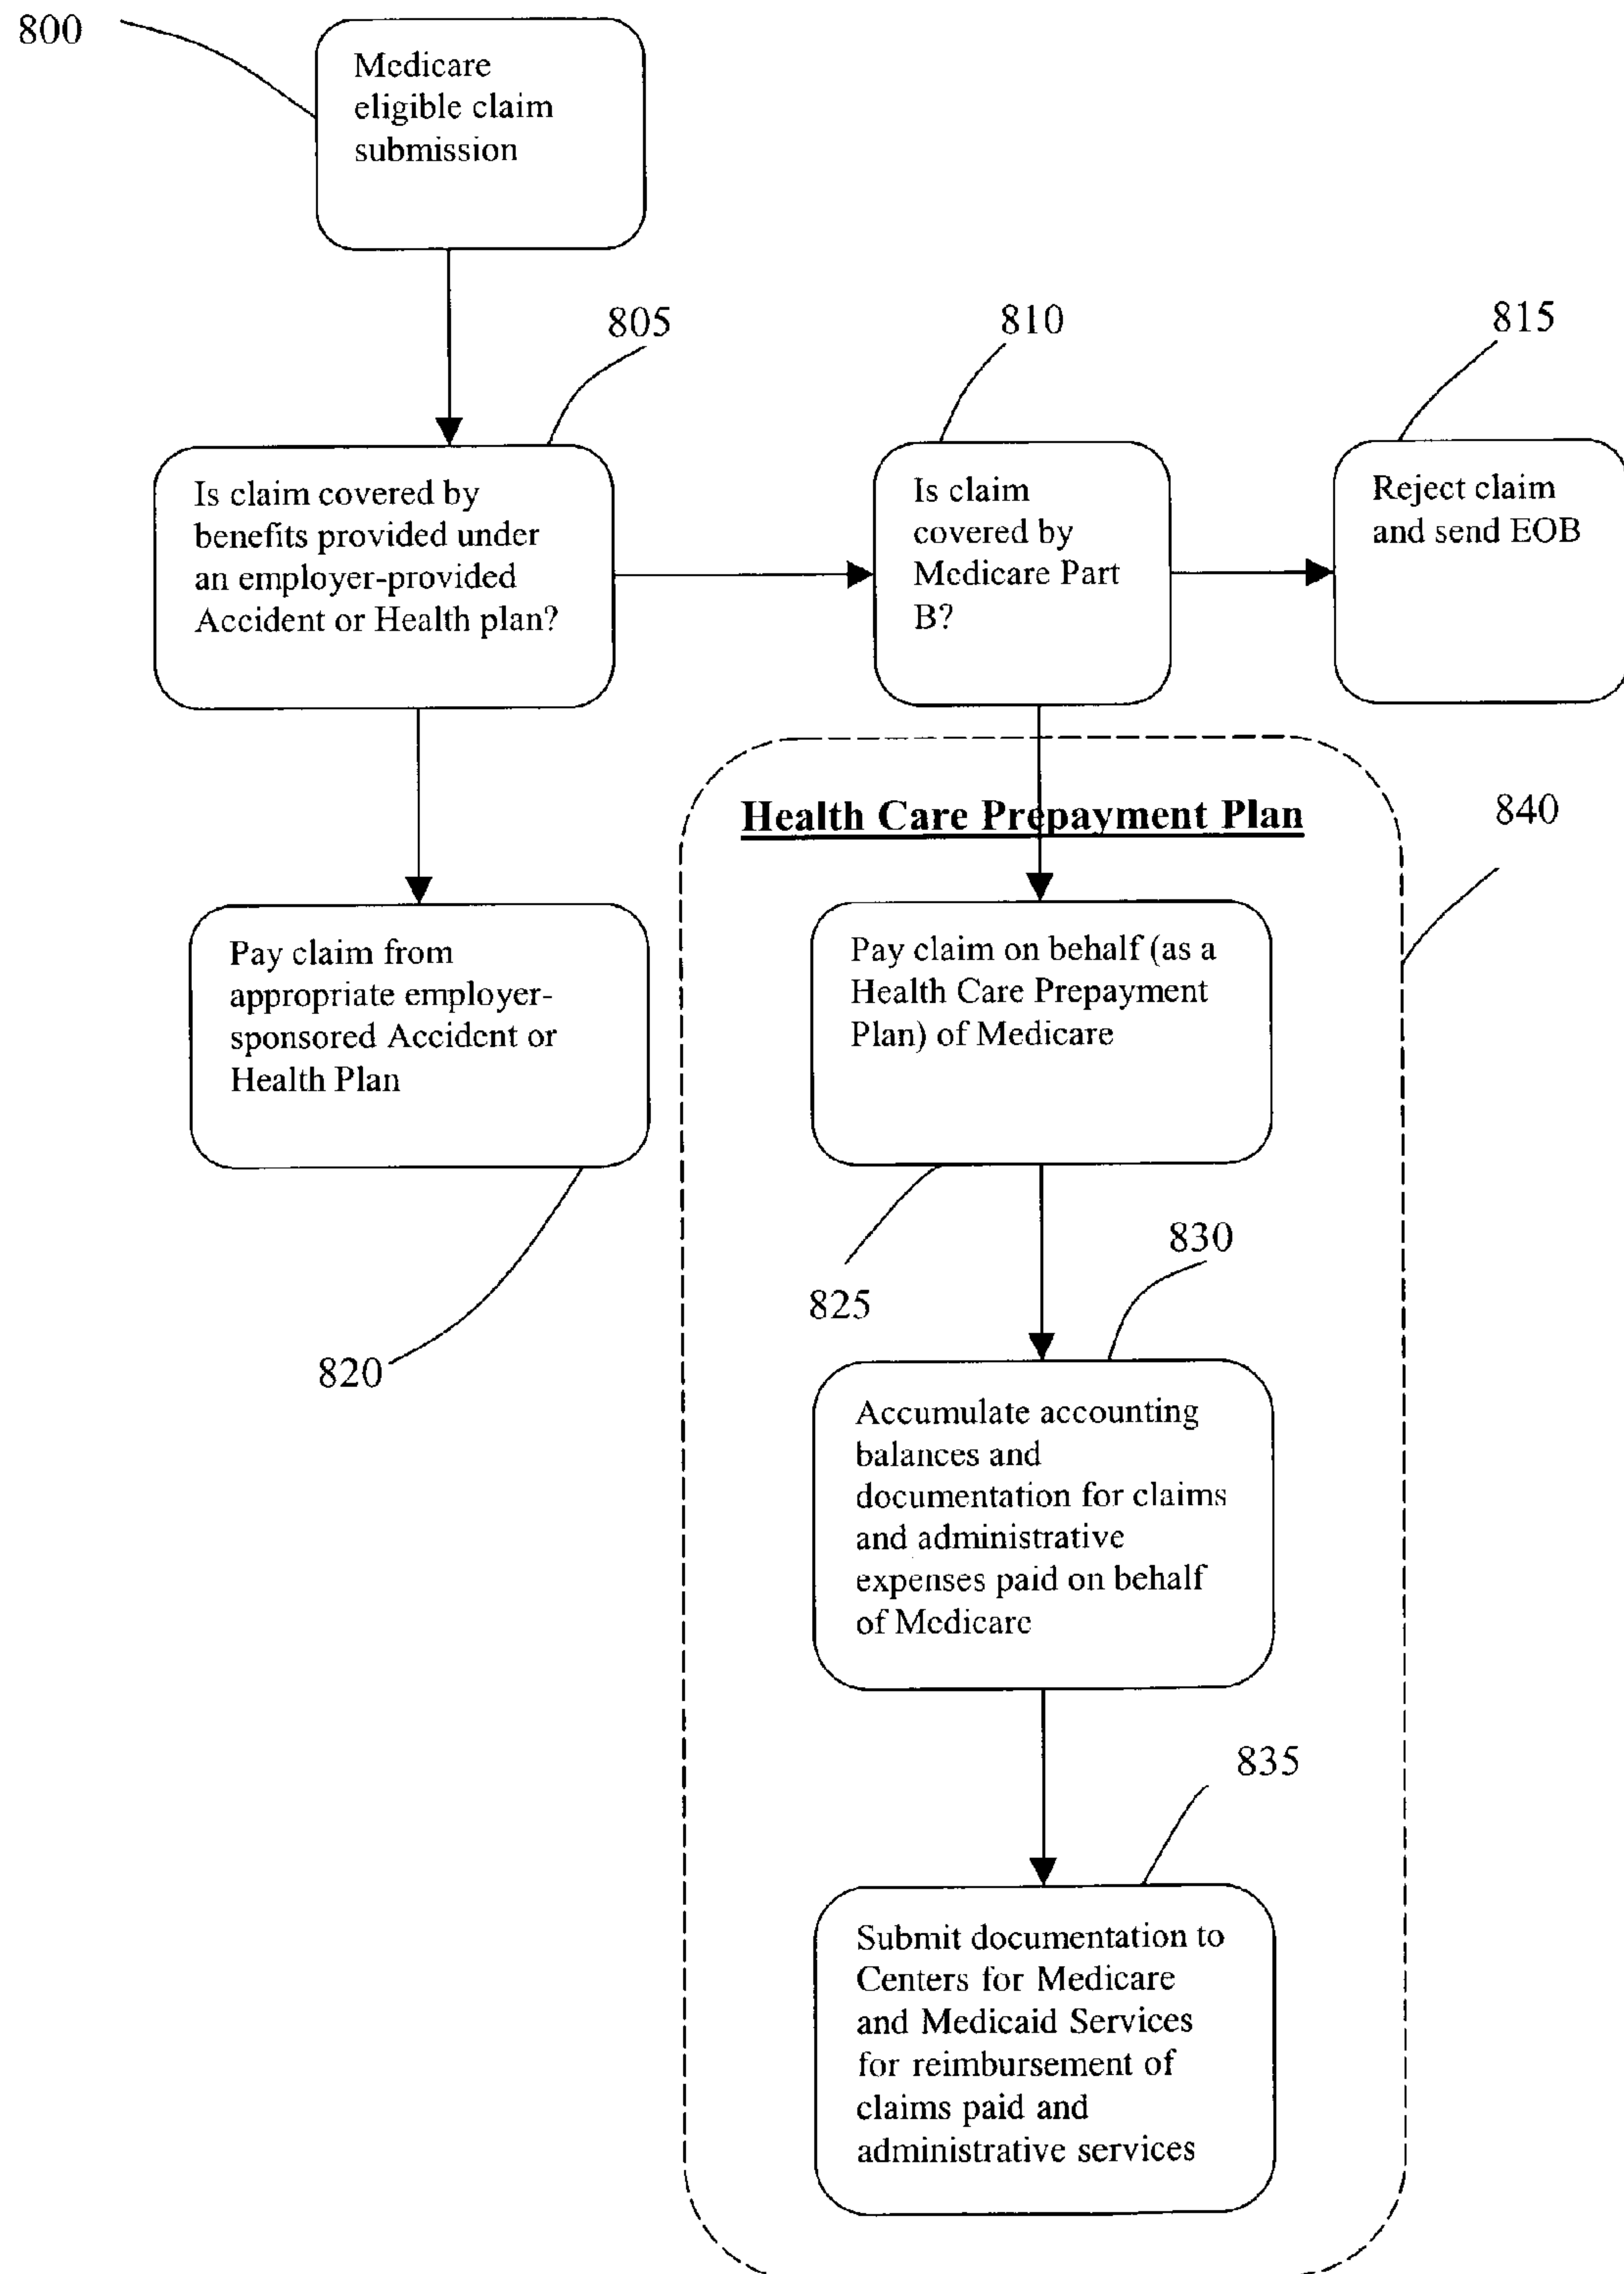 800
Medicare
eligible claim
submission
805
810
815
Is claim covered by
benefits provided under
an employer-provided
Accident or Health plan?
Is claim
covered by
Medicare Part
B?
Reject claim
and send EOB
Health Care Prepayment Plan
840
Pay claim from
appropriate employer-
sponsored Accident or
Health Plan
Pay claim on behalf (as a
Health Care Prepayment
Plan) of Medicare
820
825
830
Accumulate accounting
balances and
documentation for claims
and administrative
expenses paid on behalf
of Medicare
835
Submit documentation to
Centers for Medicare
and Medicaid Services
for reimbursement of
claims paid and
administrative services